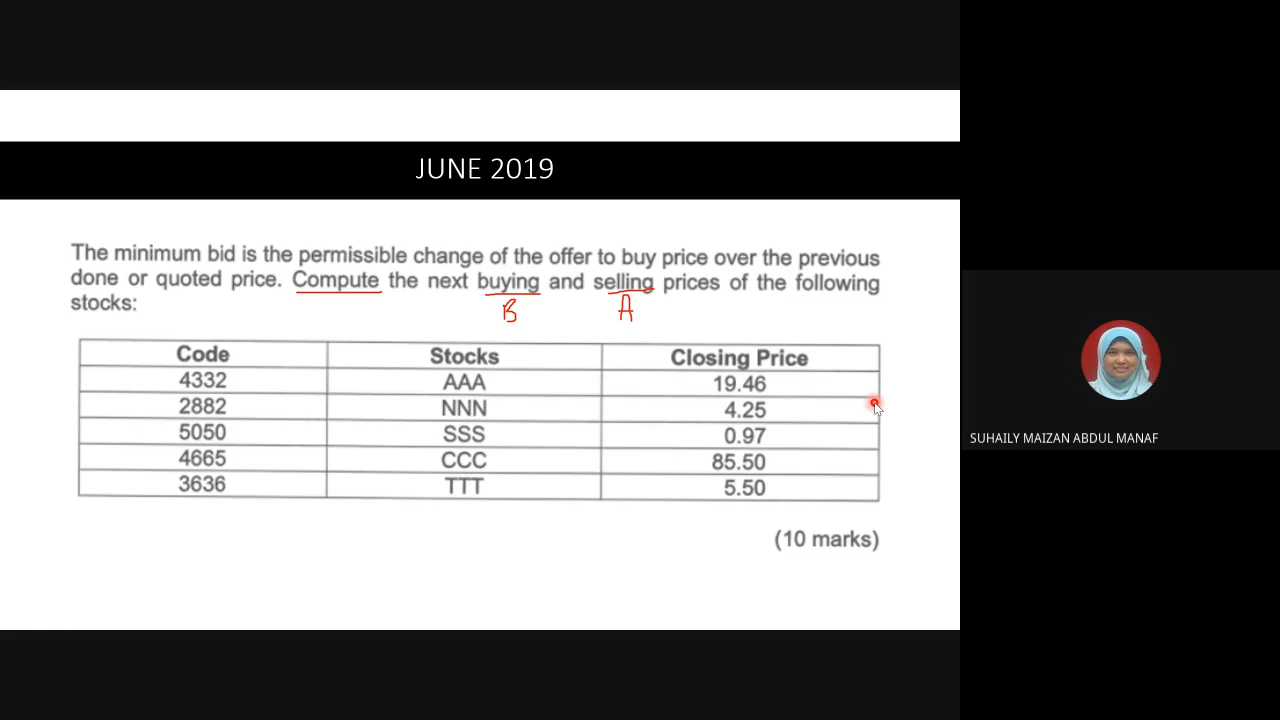 JUNE 2019
The minimum bid is the permissible change of the offer to buy price over the previous
done or quoted price. Compute the next buying and selling prices of the following
stocks:
B A
Code Stocks Closing Price
4332 AAA 19.46
2882 NNN 4.25
5050 SSS 0.97
4665 CCC 85.50
3636 TTT 5.50
(10 marks)
SUHAILY MAIZAN ABDUL MANAF